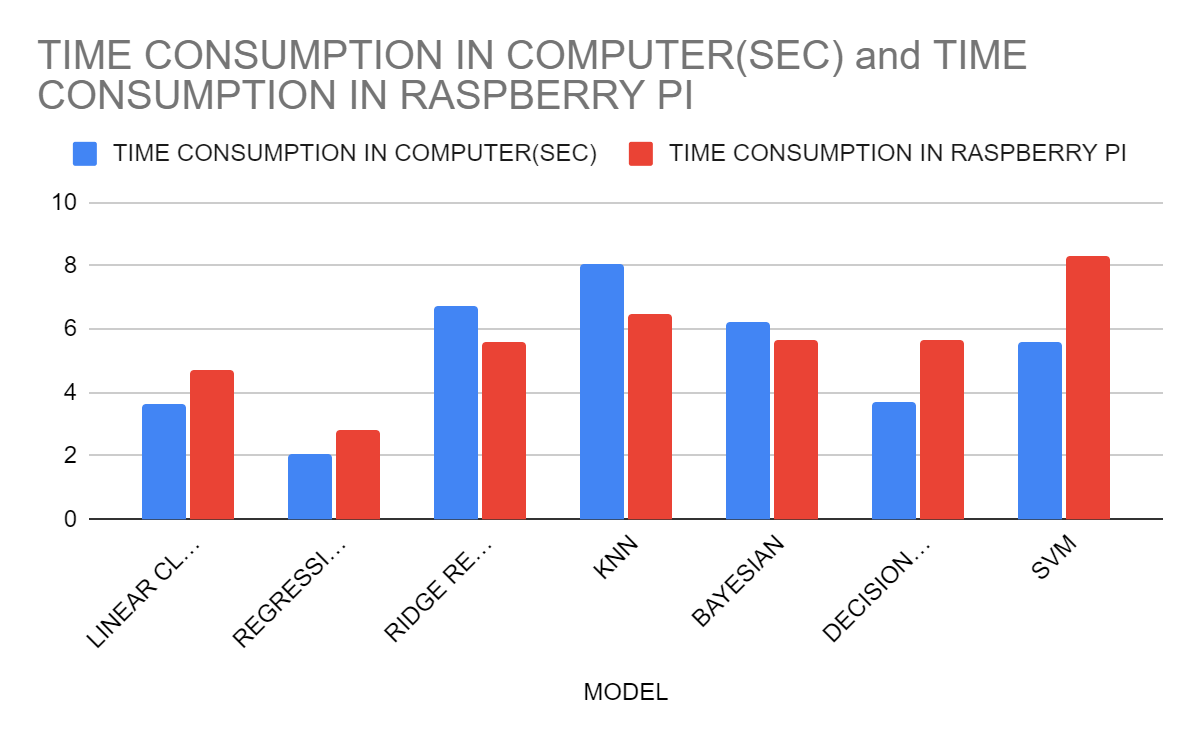 TIME CONSUMPTION IN COMPUTER(SEC) and TIME
CONSUMPTION IN RASPBERRY PI
TIME CONSUMPTION IN COMPUTER(SEC)
TIME CONSUMPTION IN RASPBERRY PI
10
8
6
4
2
0
LINEAR CL...
REGRESSI...
RIDGE RE...
KNN
BAYESIAN
DECISION...
SVM
MODEL